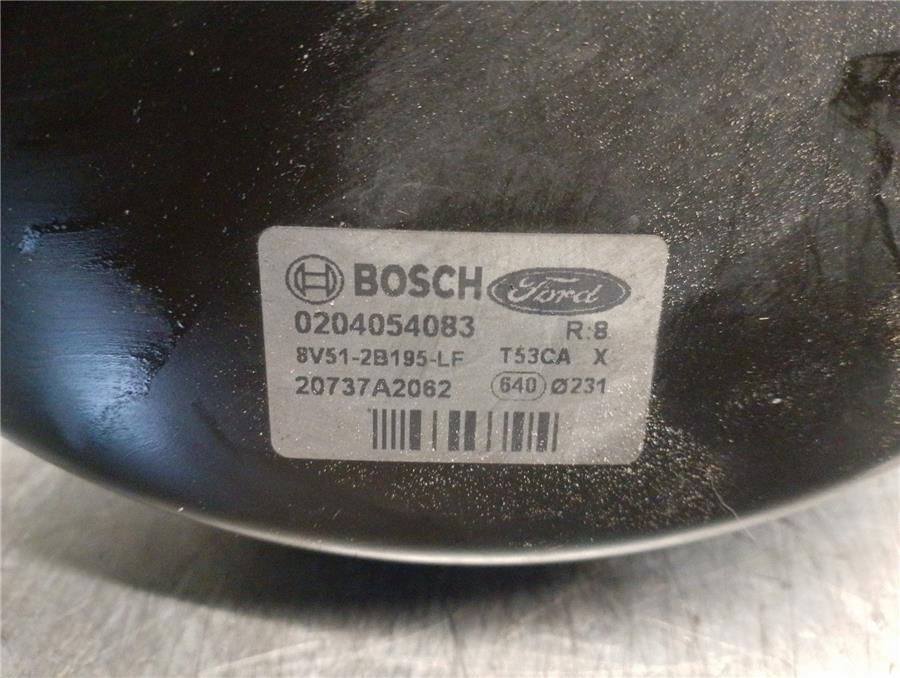 BOSCH Ford
0204054083 R:8
8V51-2B195-LF T53CA X
20737A2062 640 Ø231